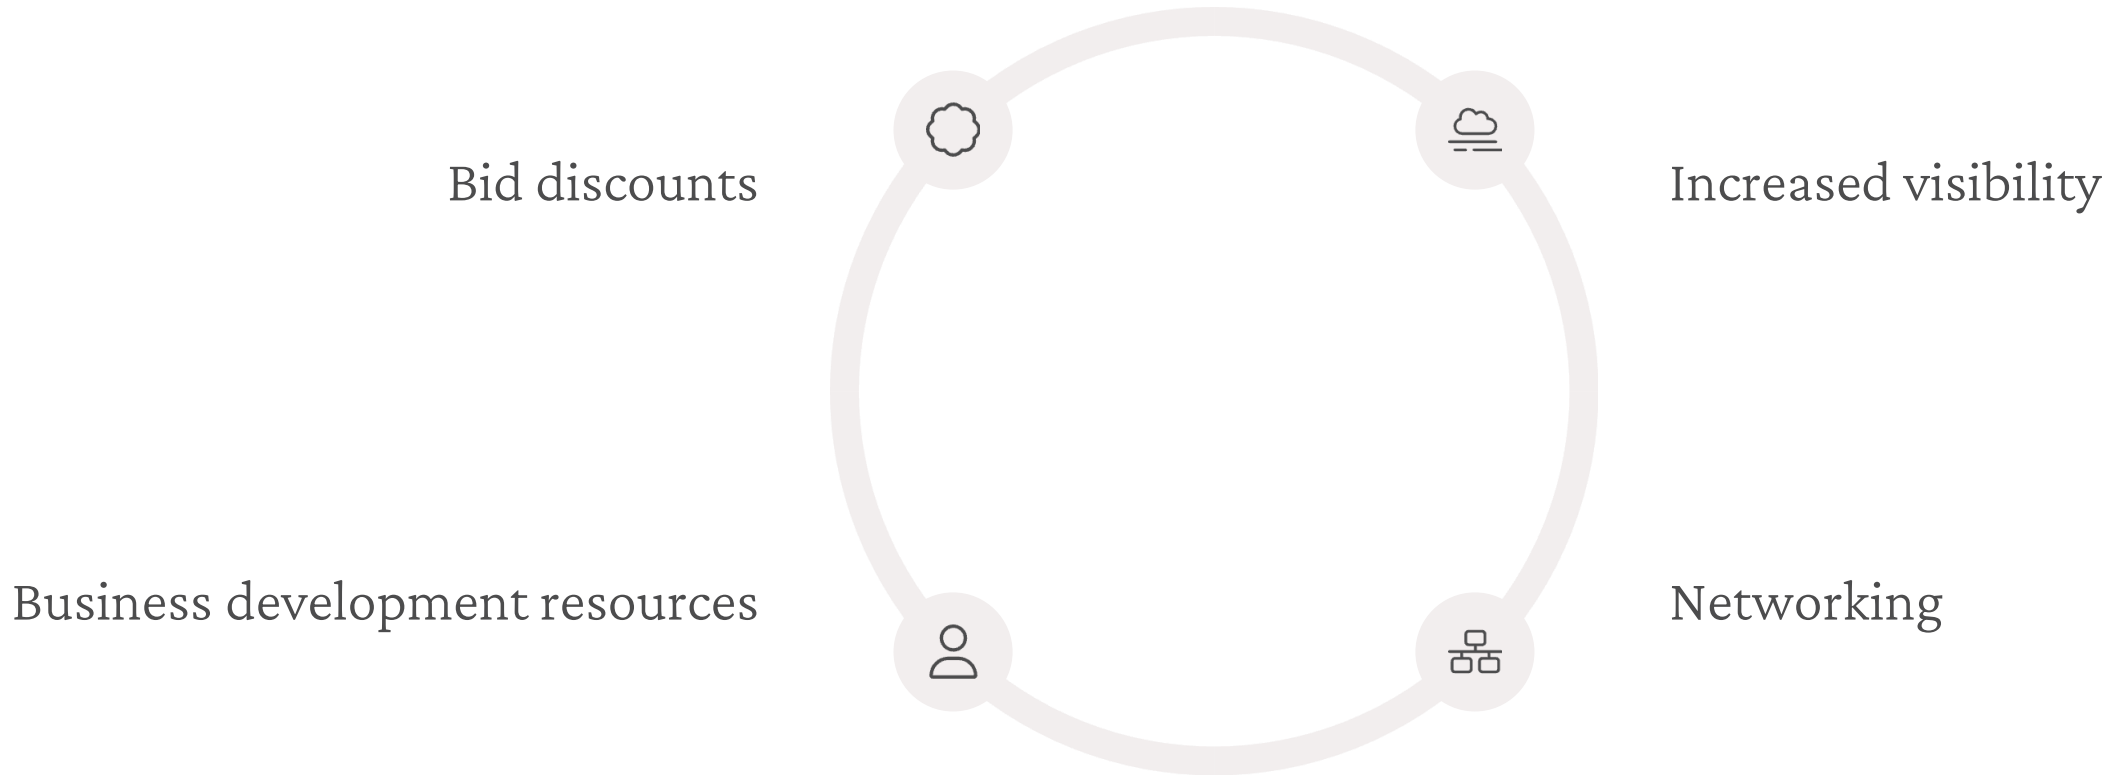 Bid discounts
Increased visibility
Business development resources
Networking